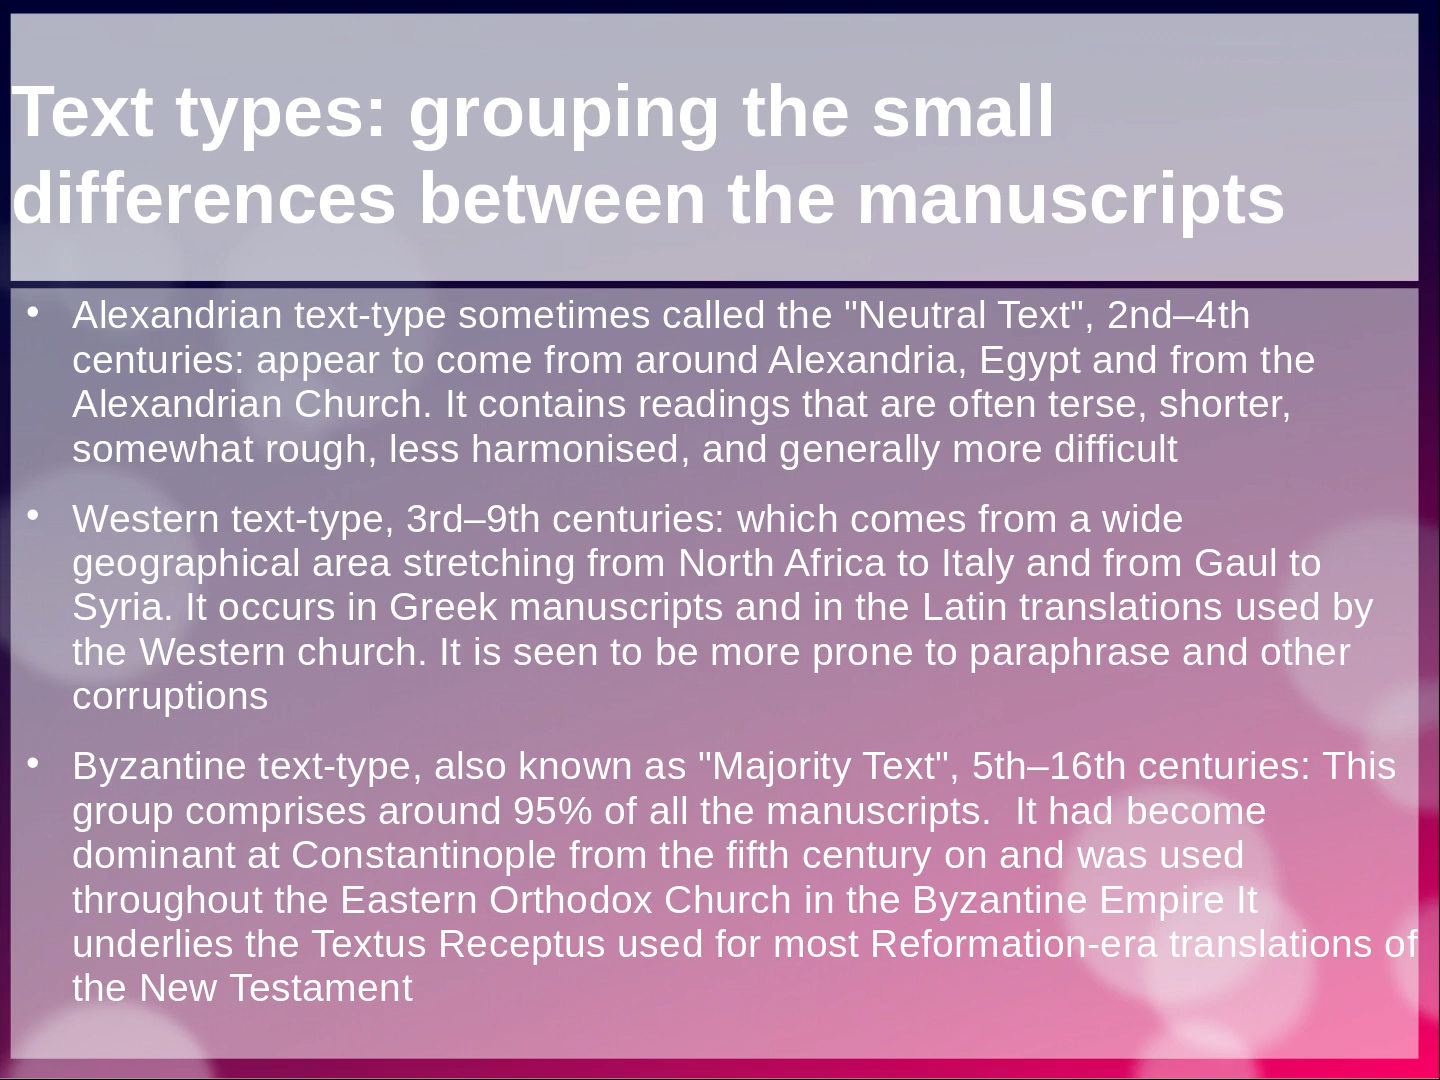 Text types: grouping the small
differences between the manuscripts
• Alexandrian text-type sometimes called the "Neutral Text", 2nd–4th
centuries: appear to come from around Alexandria, Egypt and from the
Alexandrian Church. It contains readings that are often terse, shorter,
somewhat rough, less harmonised, and generally more difficult
• Western text-type, 3rd–9th centuries: which comes from a wide
geographical area stretching from North Africa to Italy and from Gaul to
Syria. It occurs in Greek manuscripts and in the Latin translations used by
the Western church. It is seen to be more prone to paraphrase and other
corruptions
• Byzantine text-type, also known as "Majority Text", 5th–16th centuries: This
group comprises around 95% of all the manuscripts.  It had become
dominant at Constantinople from the fifth century on and was used
throughout the Eastern Orthodox Church in the Byzantine Empire It
underlies the Textus Receptus used for most Reformation-era translations of
the New Testament